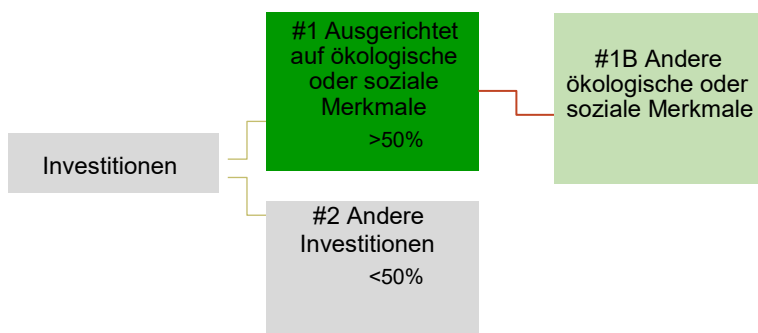 Investitionen
#1 Ausgerichtet
auf ökologische
oder soziale
Merkmale
>50%
#1B Andere
ökologische oder
soziale Merkmale
#2 Andere
Investitionen
<50%